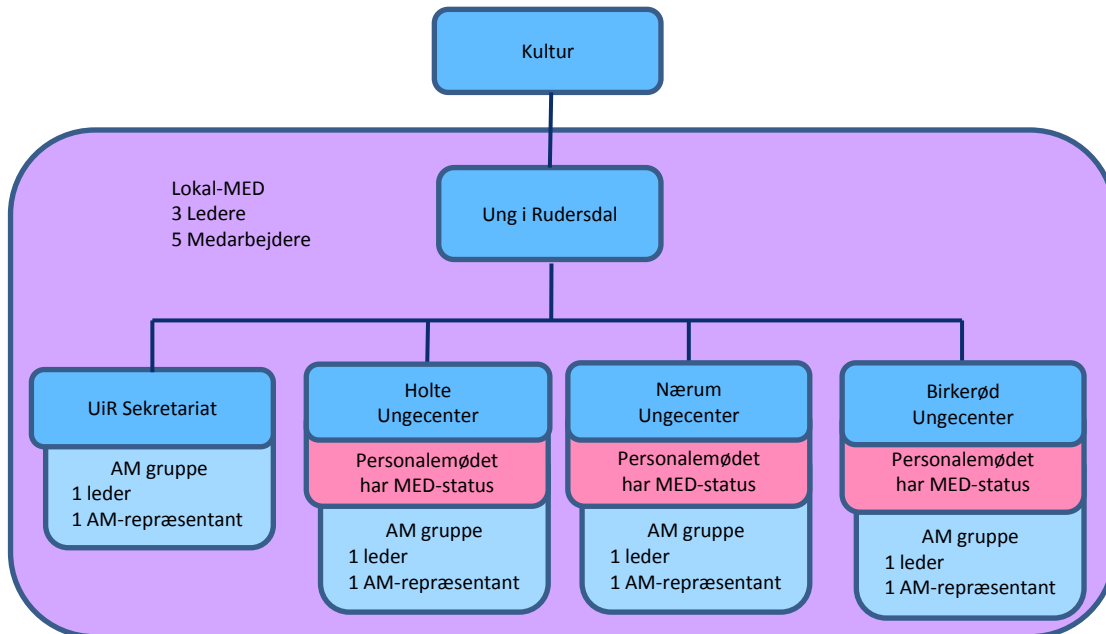 Kultur
Lokal-MED
3 Ledere
5 Medarbejdere
Ung i Rudersdal
UiR Sekretariat
AM gruppe
1 leder
1 AM-repræsentant
Holte
Ungecenter
Personalemødet
har MED-status
AM gruppe
1 leder
1 AM-repræsentant
Nærum
Ungecenter
Personalemødet
har MED-status
AM gruppe
1 leder
1 AM-repræsentant
Birkerød
Ungecenter
Personalemødet
har MED-status
AM gruppe
1 leder
1 AM-repræsentant